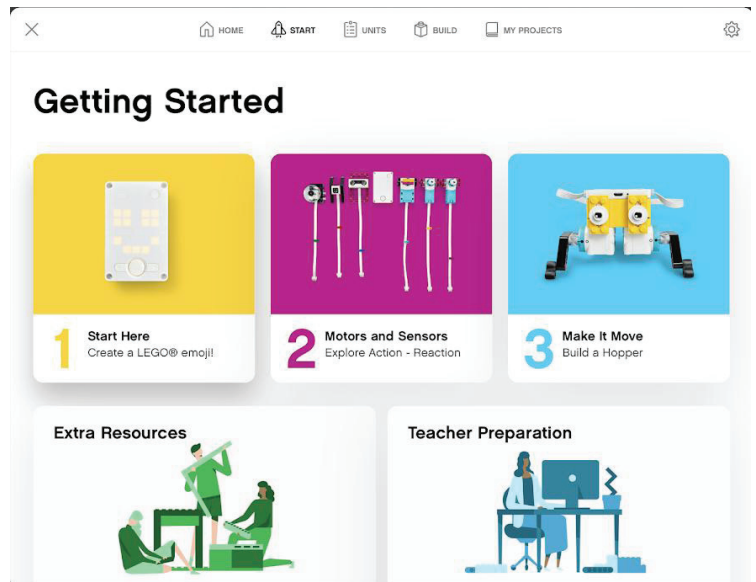 HOME
START
UNITS
BUILD
MY PROJECTS
Getting Started
1
Start Here
Create a LEGO® emoji!
2
Motors and Sensors
Explore Action - Reaction
3
Make It Move
Build a Hopper
Extra Resources
Teacher Preparation